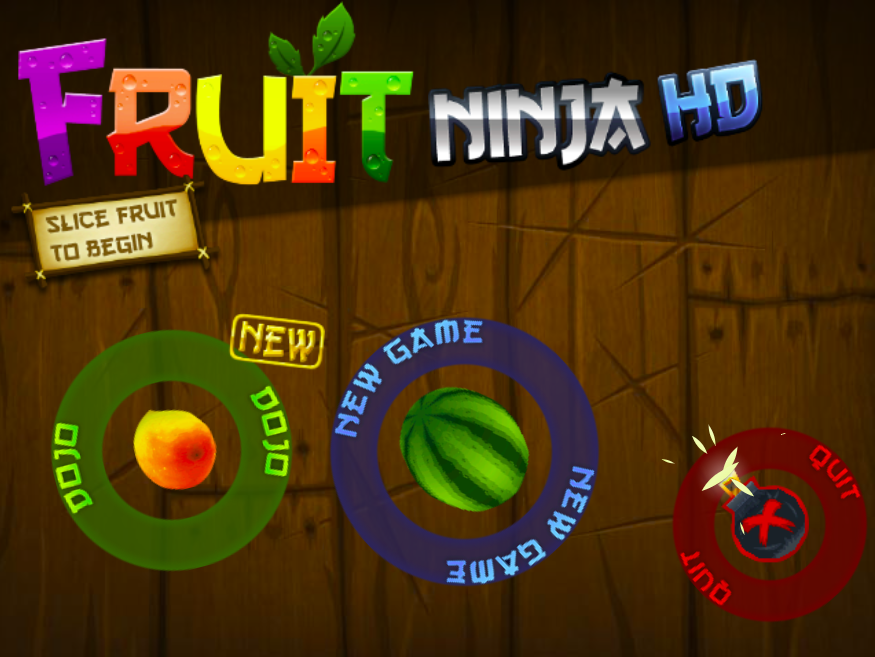 FRUIT NINJA HD
SLICE FRUIT
TO BEGIN
NEW
DOJO
DOJO
NEW GAME
NEW GAME
QUIT
QUIT